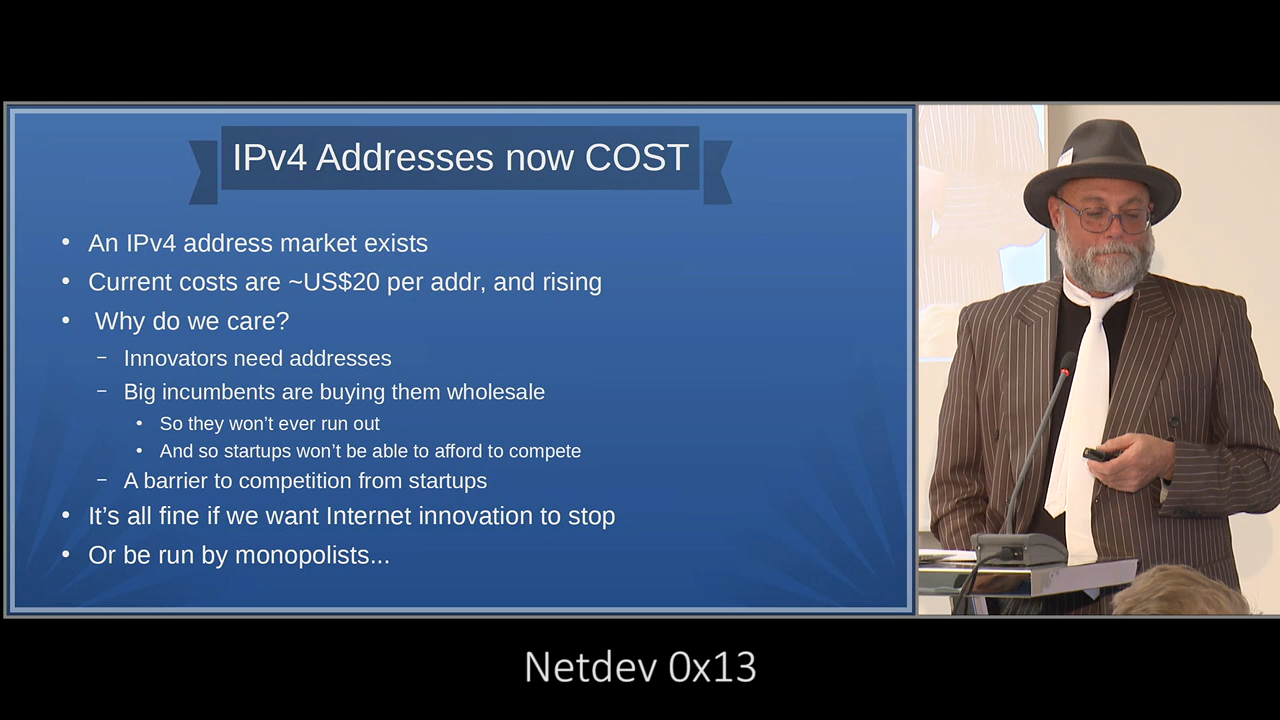 IPv4 Addresses now COST
• An IPv4 address market exists
• Current costs are ~US$20 per addr, and rising
• Why do we care?
– Innovators need addresses
– Big incumbents are buying them wholesale
• So they won’t ever run out
• And so startups won’t be able to afford to compete
– A barrier to competition from startups
• It’s all fine if we want Internet innovation to stop
• Or be run by monopolists...
Netdev 0x13